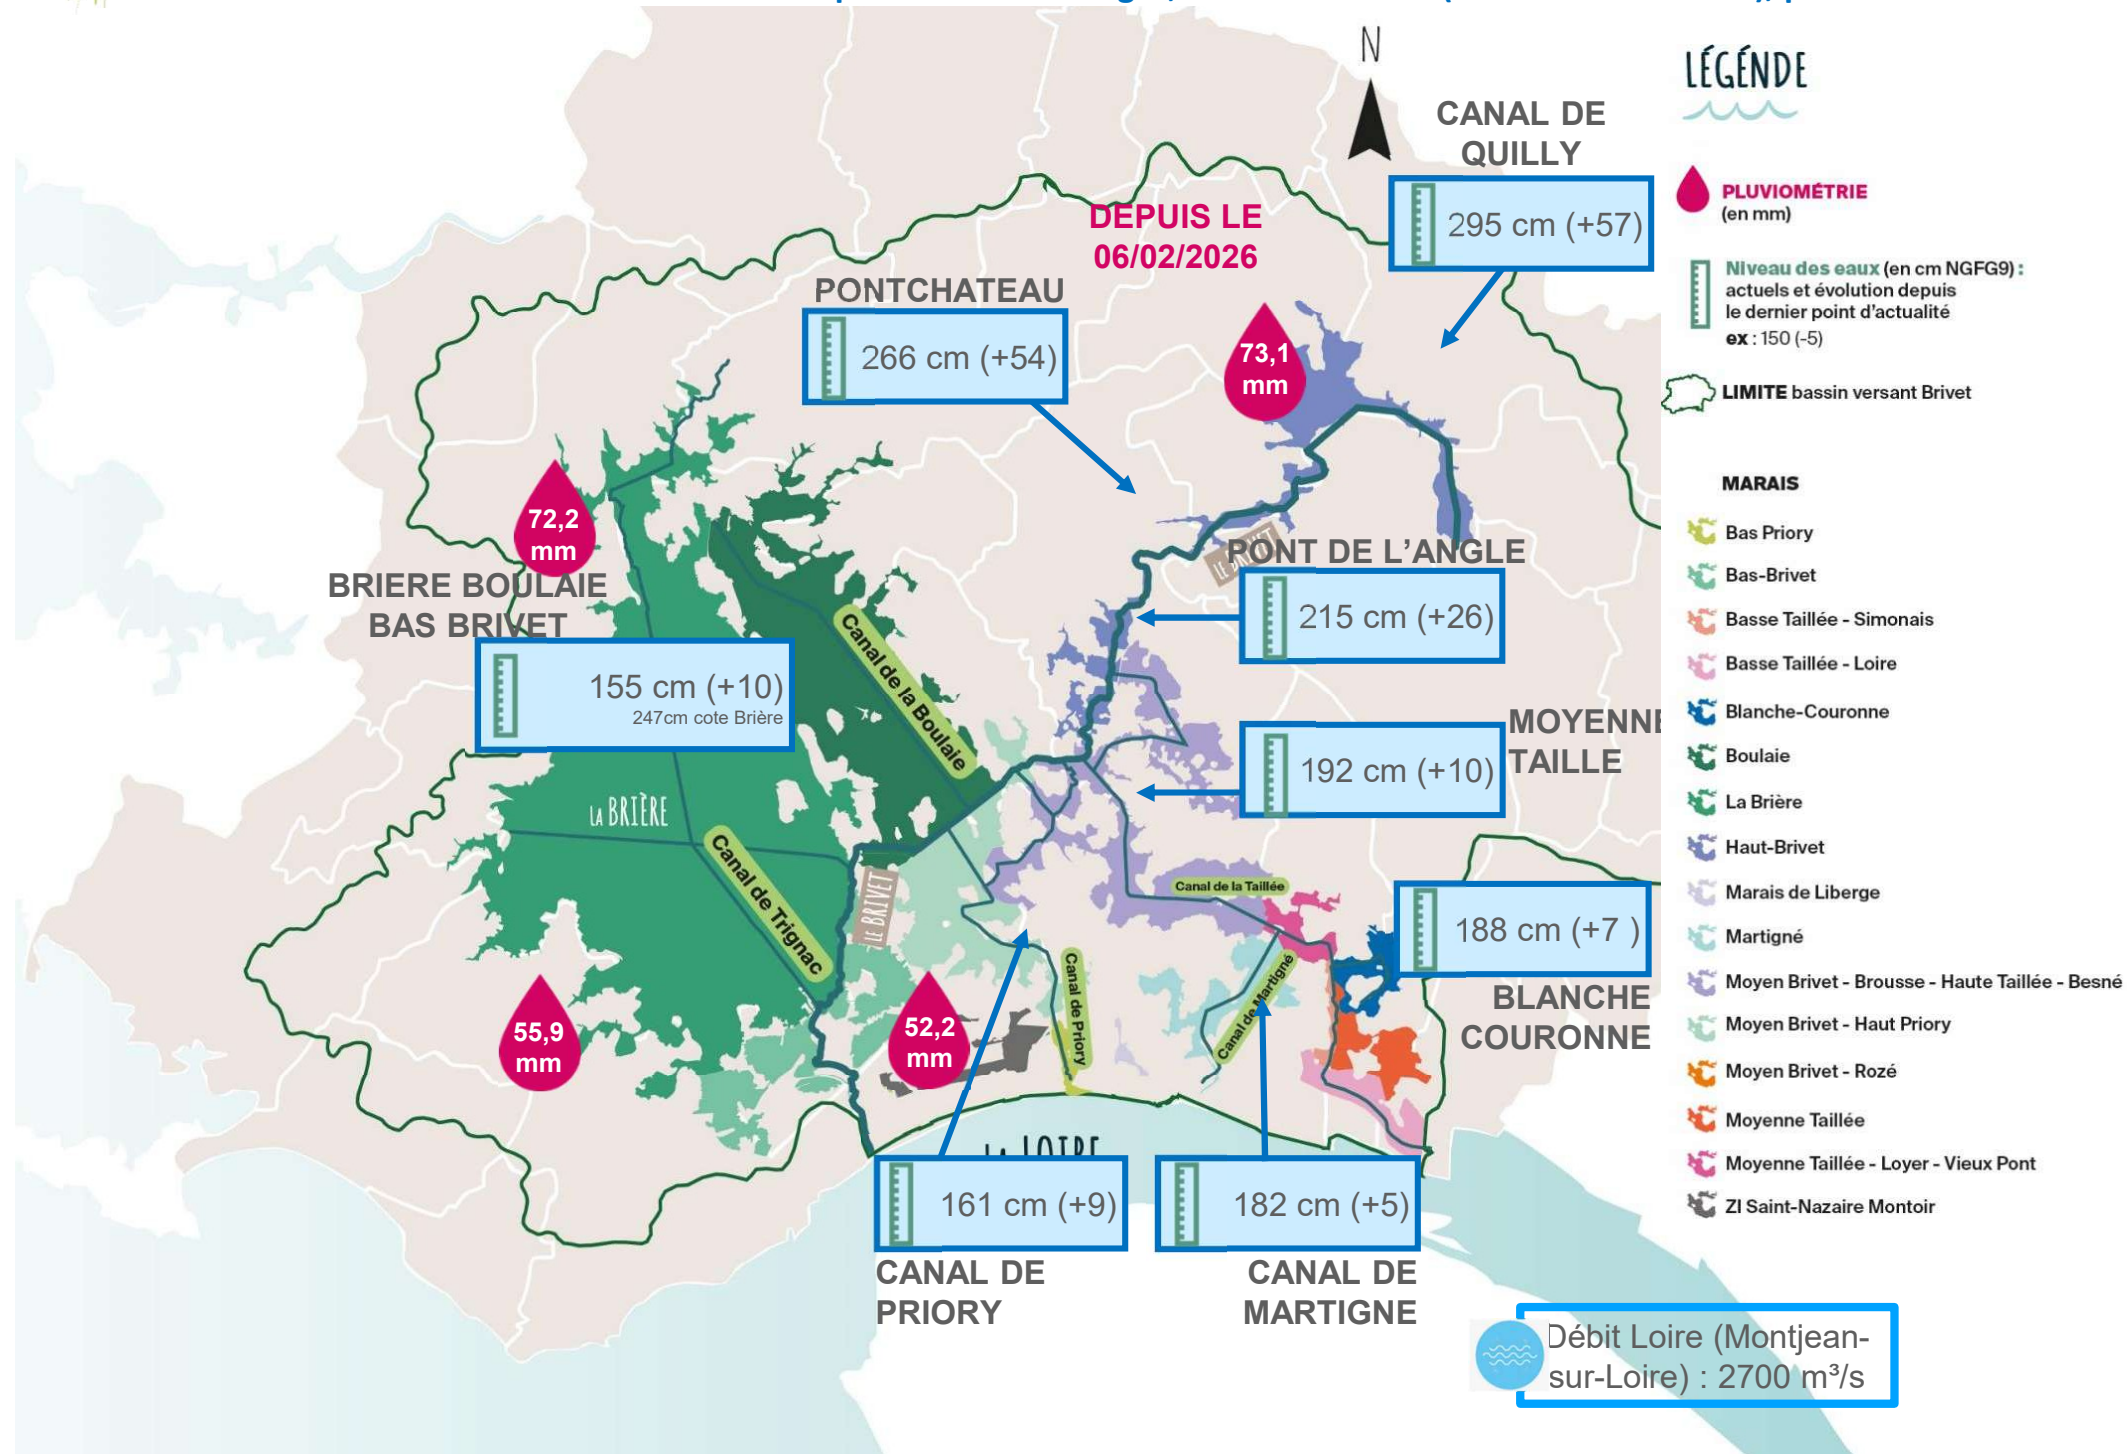 N
LÉGÉNDE
CANAL DE
QUILLY
295 cm (+57)
PLUVIOMÉTRIE
(en mm)
DEPUIS LE
06/02/2026
Niveau des eaux (en cm NGFG9) :
actuels et évolution depuis
le dernier point d'actualité
ex : 150 (-5)
PONTCHATEAU
266 cm (+54)
73,1
mm
LIMITE bassin versant Brivet
MARAIS
Bas Priory
Bas-Brivet
Basse Taillée - Simonais
Basse Taillée - Loire
Blanche-Couronne
Boulaie
La Brière
Haut-Brivet
Marais de Liberge
Martigné
Moyen Brivet - Brousse - Haute Taillée - Besné
Moyen Brivet - Haut Priory
Moyen Brivet - Rozé
Moyenne Taillée
Moyenne Taillée - Loyer - Vieux Pont
ZI Saint-Nazaire Montoir
72,2
mm
BRIERE BOULAIE
BAS BRIVET
155 cm (+10)
247cm cote Brière
LE BRIVET
PONT DE L'ANGLE
215 cm (+26)
Canal de la Boulaie
MOYENNE
TAILLE
192 cm (+10)
LA BRIÈRE
Canal de Trignac
LE BRIVET
Canal de la Taillée
188 cm (+7 )
BLANCHE
COURONNE
Canal de Priory
Canal de Martigné
55,9
mm
52,2
mm
LA LOIRE
161 cm (+9)
CANAL DE
PRIORY
182 cm (+5)
CANAL DE
MARTIGNE
Débit Loire (Montjean-
sur-Loire) : 2700 m³/s